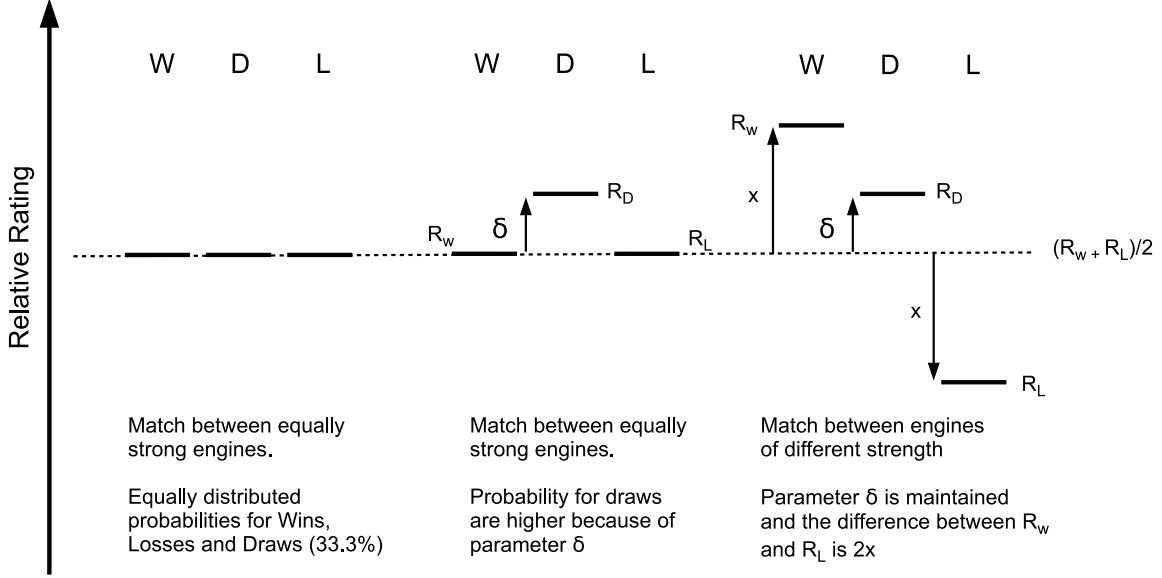 Relative Rating
W D L
R_w
x
δ
R_D
R_L
(R_w + R_L)/2
W D L
R_w
δ
R_D
R_L
W D L
x
Match between equally
strong engines.
Equally distributed
probabilities for Wins,
Losses and Draws (33.3%)
Match between equally
strong engines.
Probability for draws
are higher because of
parameter δ
Match between engines
of different strength
Parameter δ is maintained
and the difference between R_w
and R_L is 2x